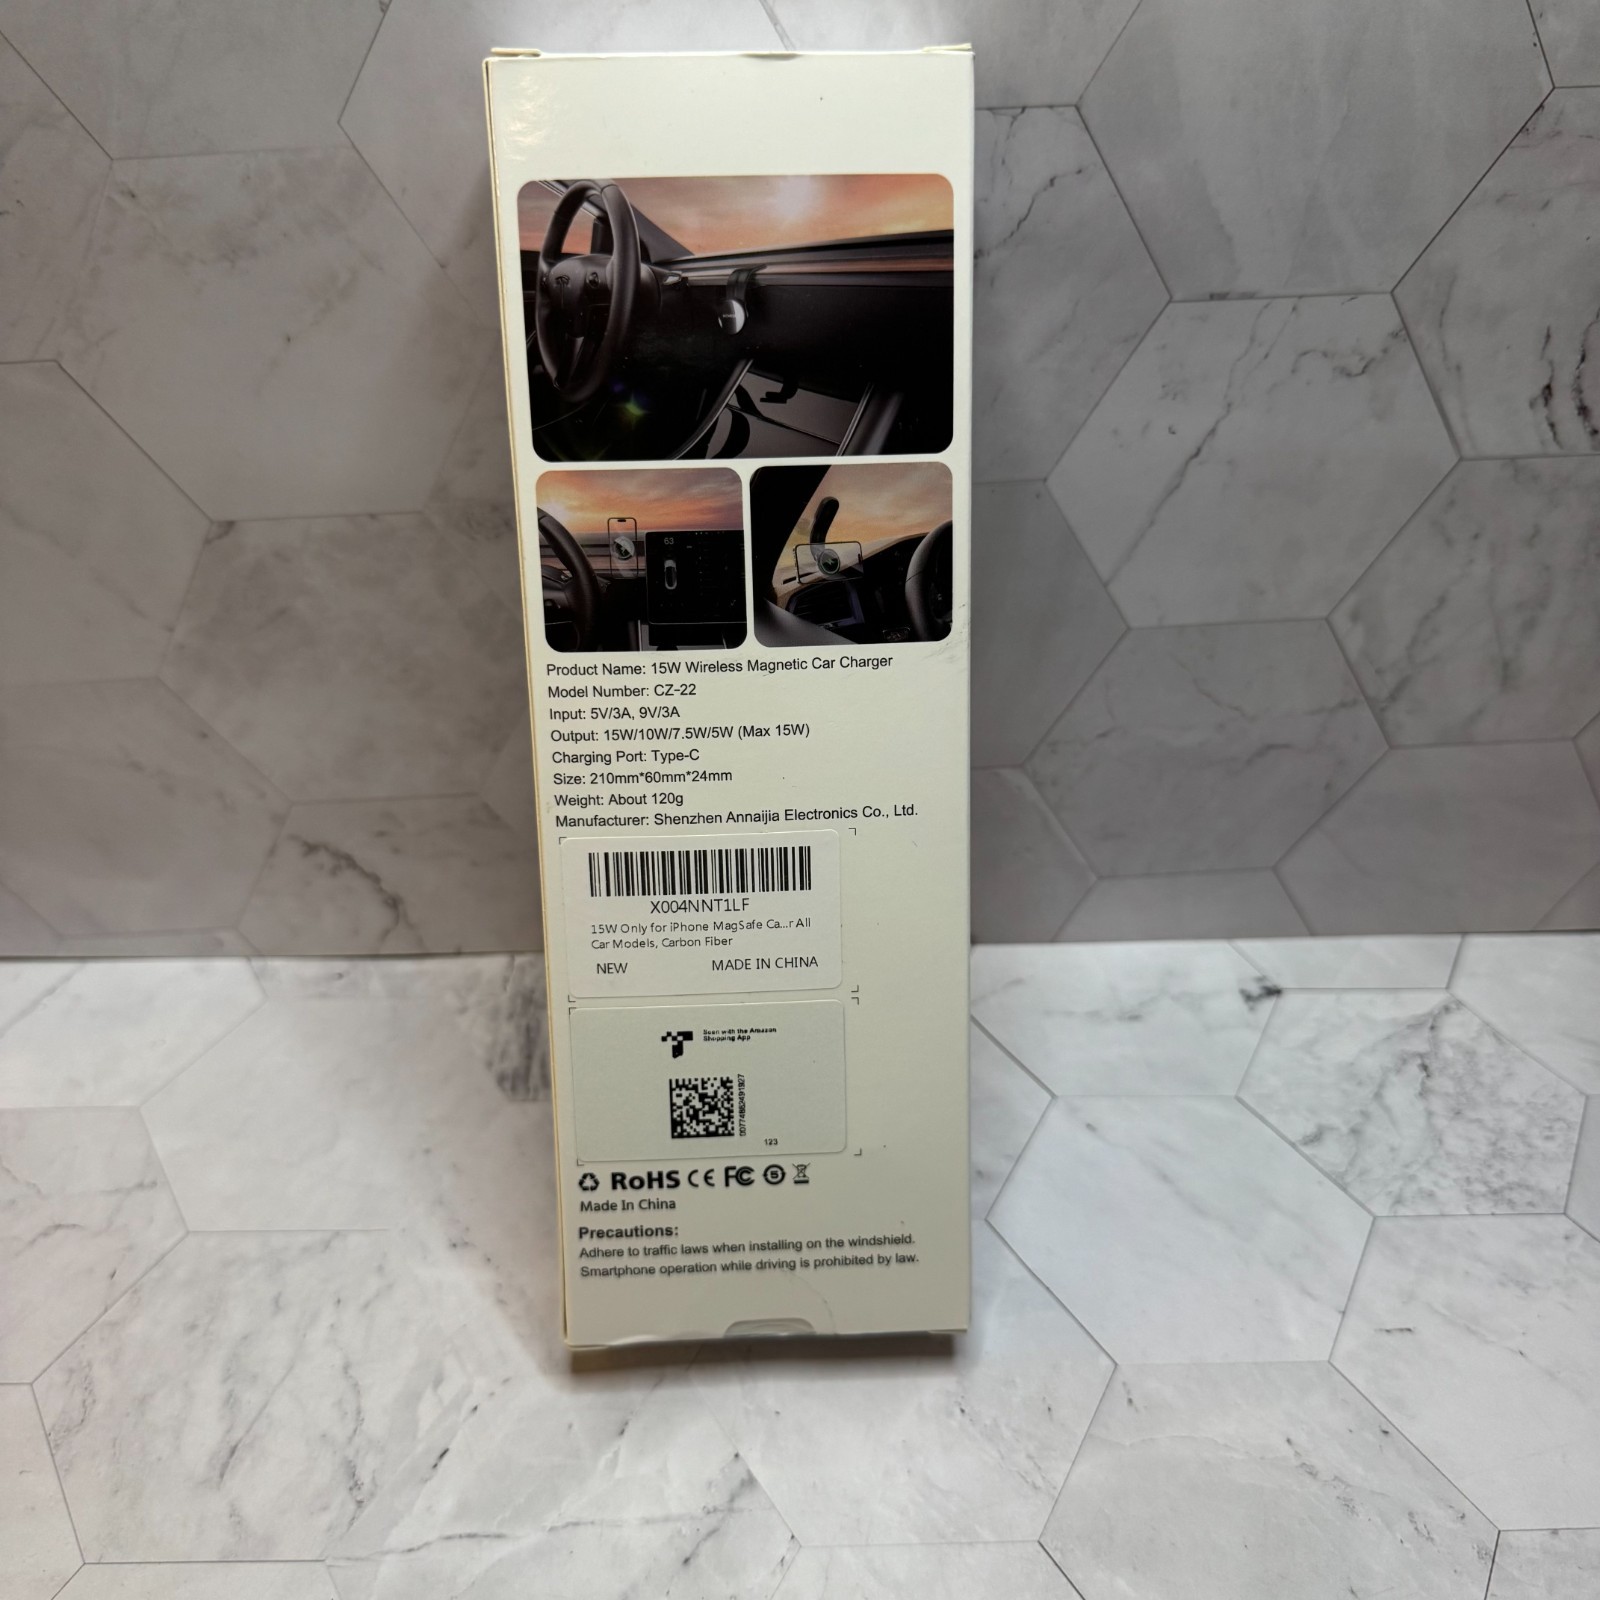 63
Product Name: 15W Wireless Magnetic Car Charger
Model Number: CZ-22
Input: 5V/3A, 9V/3A
Output: 15W/10W/7.5W/5W (Max 15W)
Charging Port: Type-C
Size: 210mm*60mm*24mm
Weight: About 120g
Manufacturer: Shenzhen Annaijia Electronics Co., Ltd.
X004NNT1LF
15W Only for iPhone MagSafe Ca...r All
Car Models, Carbon Fiber
NEW MADE IN CHINA
Scan with the Amazon
Shopping App
123
RoHS CE FC 5
Made In China
Precautions:
Adhere to traffic laws when installing on the windshield.
Smartphone operation while driving is prohibited by law.